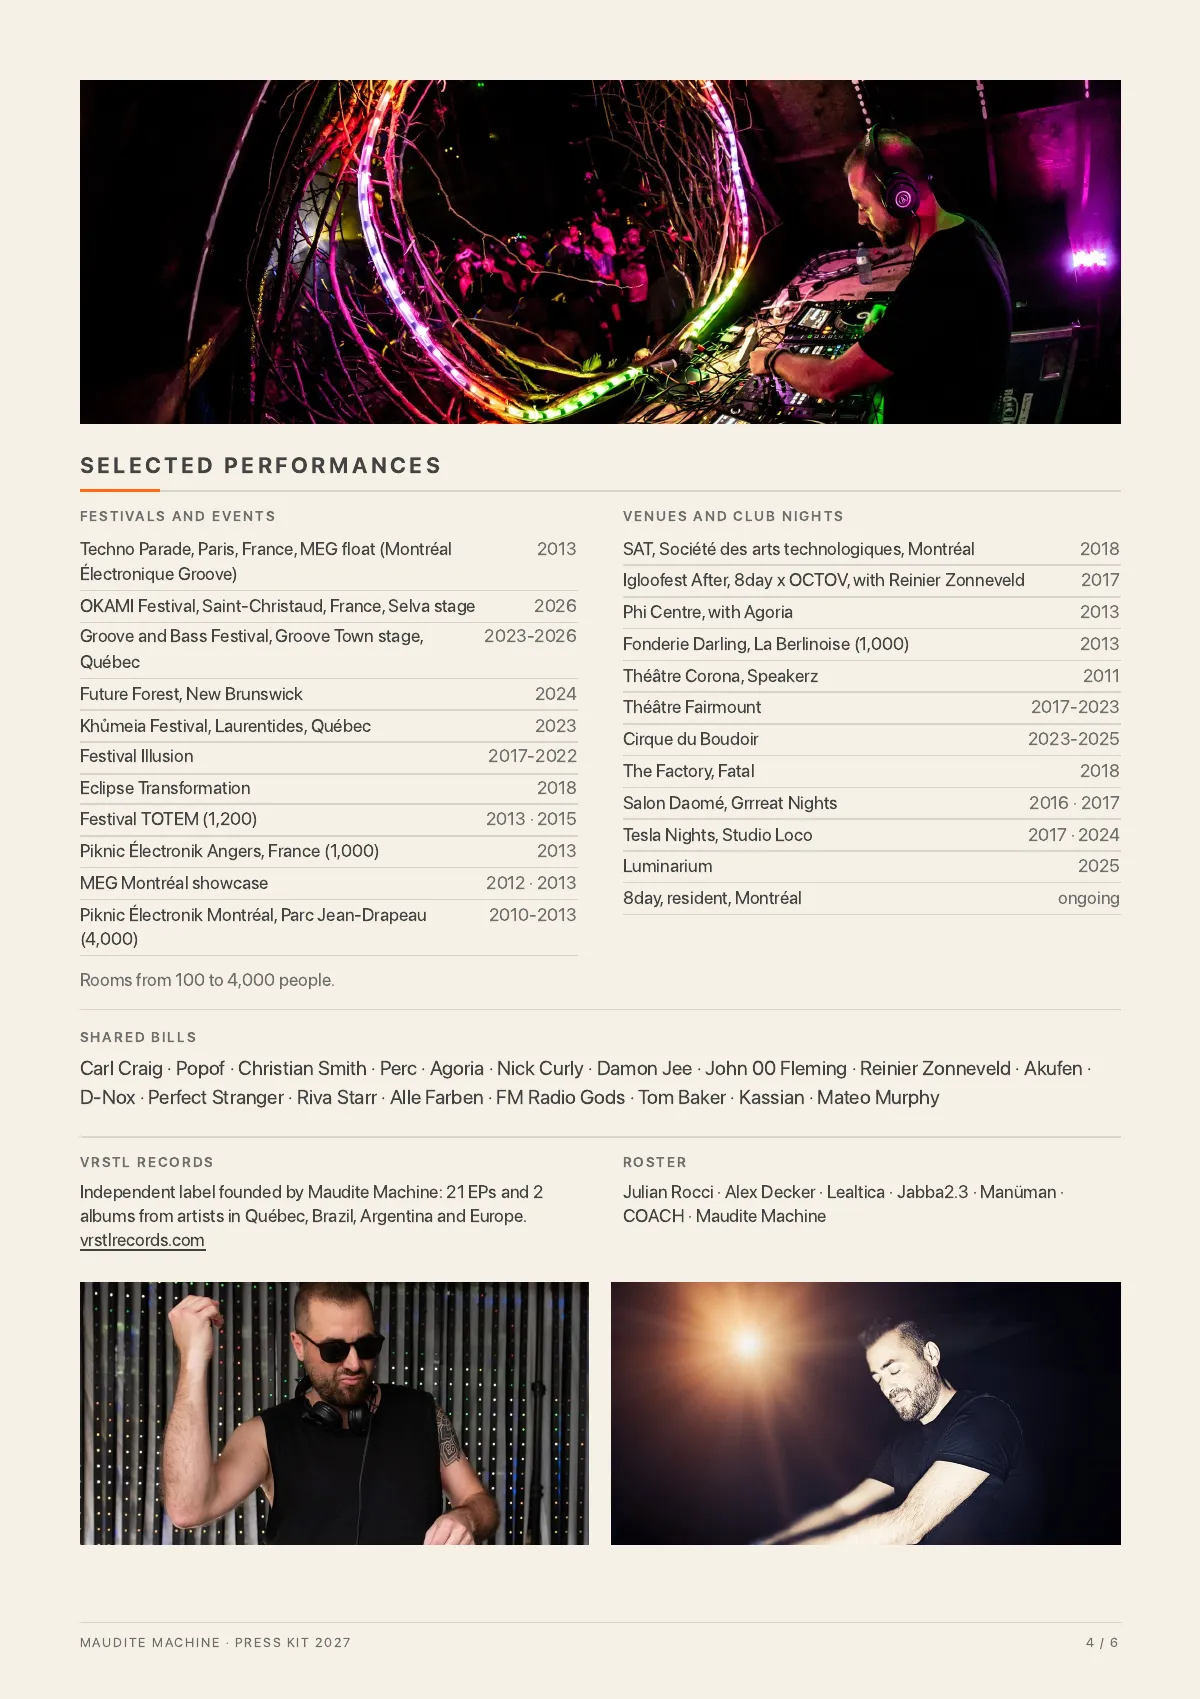 SELECTED PERFORMANCES
FESTIVALS AND EVENTS
Techno Parade, Paris, France, MEG float (Montréal 2013
Électronique Groove)
OKAMI Festival, Saint-Christaud, France, Selva stage 2026
Groove and Bass Festival, Groove Town stage, 2023-2026
Québec
Future Forest, New Brunswick 2024
Khůmeia Festival, Laurentides, Québec 2023
Festival Illusion 2017-2022
Eclipse Transformation 2018
Festival TOTEM (1,200) 2013 · 2015
Piknic Électronik Angers, France (1,000) 2013
MEG Montréal showcase 2012 · 2013
Piknic Électronik Montréal, Parc Jean-Drapeau 2010-2013
(4,000)
Rooms from 100 to 4,000 people.
VENUES AND CLUB NIGHTS
SAT, Société des arts technologiques, Montréal 2018
Igloofest After, 8day x OCTOV, with Reinier Zonneveld 2017
Phi Centre, with Agoria 2013
Fonderie Darling, La Berlinoise (1,000) 2013
Théâtre Corona, Speakerz 2011
Théâtre Fairmount 2017-2023
Cirque du Boudoir 2023-2025
The Factory, Fatal 2018
Salon Daomé, Grrreat Nights 2016 · 2017
Tesla Nights, Studio Loco 2017 · 2024
Luminarium 2025
8day, resident, Montréal ongoing
SHARED BILLS
Carl Craig · Popof · Christian Smith · Perc · Agoria · Nick Curly · Damon Jee · John 00 Fleming · Reinier Zonneveld · Akufen ·
D-Nox · Perfect Stranger · Riva Starr · Alle Farben · FM Radio Gods · Tom Baker · Kassian · Mateo Murphy
VRSTL RECORDS
Independent label founded by Maudite Machine: 21 EPs and 2
albums from artists in Québec, Brazil, Argentina and Europe.
vrstlrecords.com
ROSTER
Julian Rocci · Alex Decker · Lealtica · Jabba2.3 · Manüman ·
COACH · Maudite Machine
MAUDITE MACHINE · PRESS KIT 2027
4 / 6